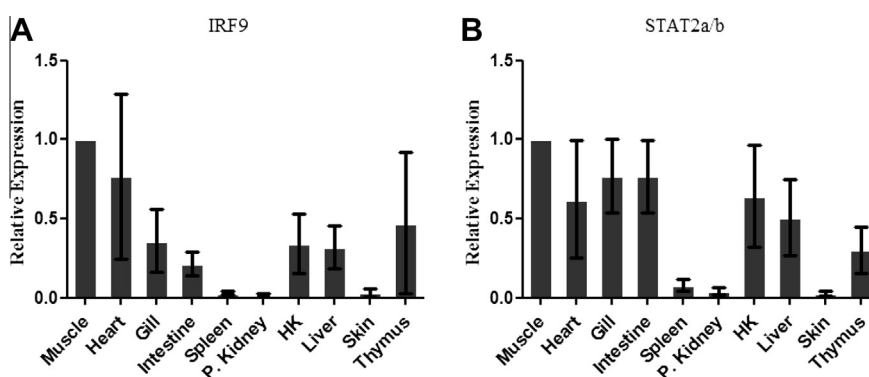 A
IRF9
Relative Expression
1.5
1.0
0.5
0.0
Muscle
Heart
Gill
Intestine
Spleen
P. Kidney
HK
Liver
Skin
Thymus
B
STAT2a/b
Relative Expression
1.5
1.0
0.5
0.0
Muscle
Heart
Gill
Intestine
Spleen
P. Kidney
HK
Liver
Skin
Thymus